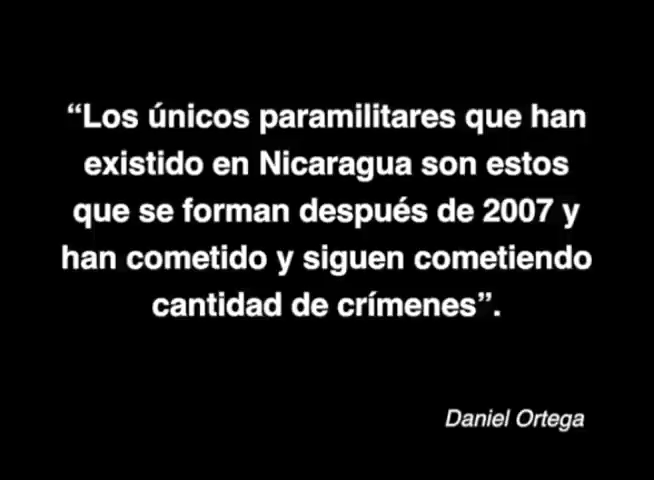 “Los únicos paramilitares que han
existido en Nicaragua son estos
que se forman después de 2007 y
han cometido y siguen cometiendo
cantidad de crímenes”.
Daniel Ortega